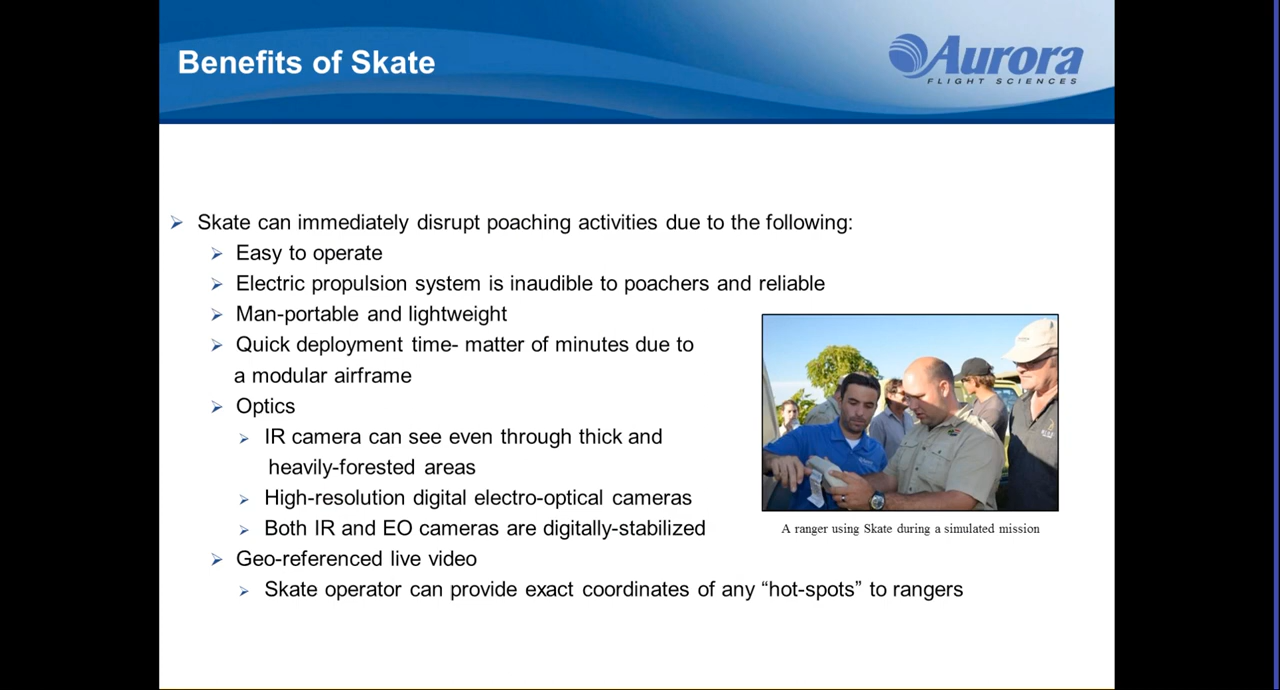 Benefits of Skate
Aurora
FLIGHT SCIENCES
Skate can immediately disrupt poaching activities due to the following:
Easy to operate
Electric propulsion system is inaudible to poachers and reliable
Man-portable and lightweight
Quick deployment time- matter of minutes due to
a modular airframe
Optics
IR camera can see even through thick and
heavily-forested areas
High-resolution digital electro-optical cameras
Both IR and EO cameras are digitally-stabilized
A ranger using Skate during a simulated mission
Geo-referenced live video
Skate operator can provide exact coordinates of any “hot-spots” to rangers